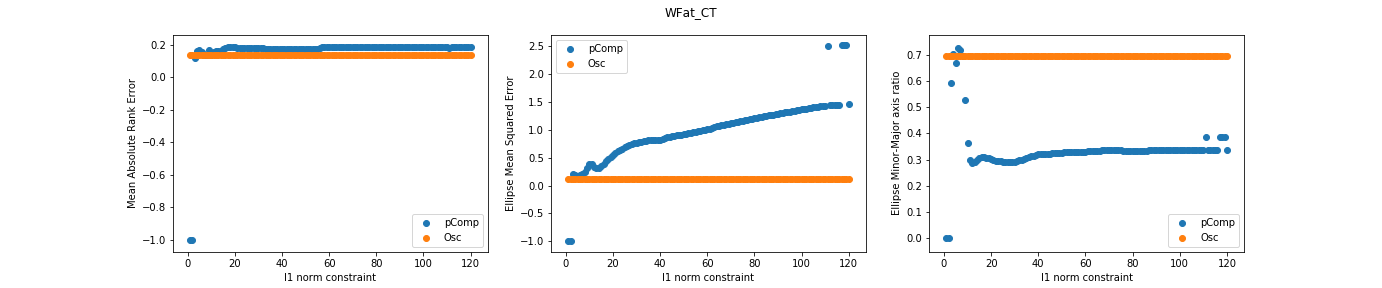 WFat_CT
Mean Absolute Rank Error
0.2
0.0
−0.2
−0.4
−0.6
−0.8
−1.0
pComp
Osc
0 20 40 60 80 100 120
l1 norm constraint
Ellipse Mean Squared Error
2.5
2.0
1.5
1.0
0.5
0.0
−0.5
−1.0
pComp
Osc
0 20 40 60 80 100 120
l1 norm constraint
Ellipse Minor-Major axis ratio
0.7
0.6
0.5
0.4
0.3
0.2
0.1
0.0
pComp
Osc
0 20 40 60 80 100 120
l1 norm constraint